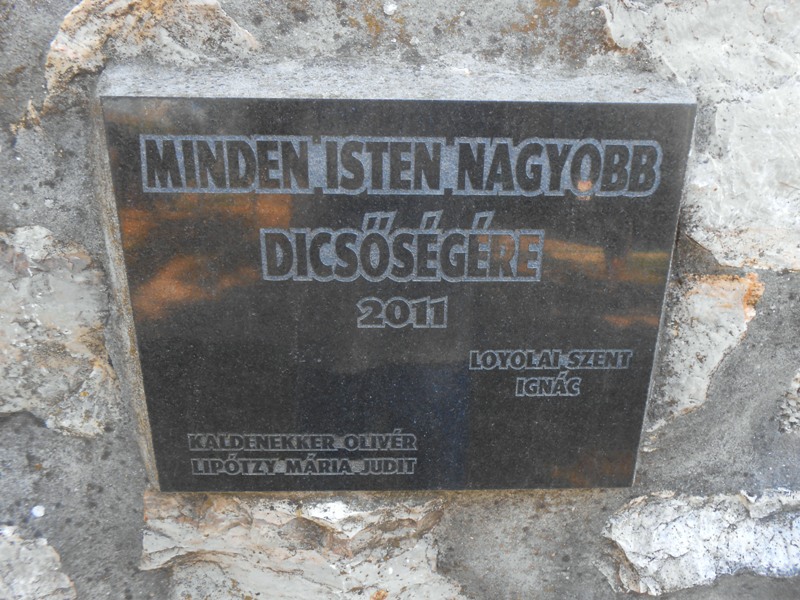 MINDEN ISTEN NAGYOBB
DICSŐSÉGÉRE
2011
LOYOLAI SZENT
IGNÁC
KALDENEKKER OLIVÉR
LIPÓTZY MÁRIA JUDIT